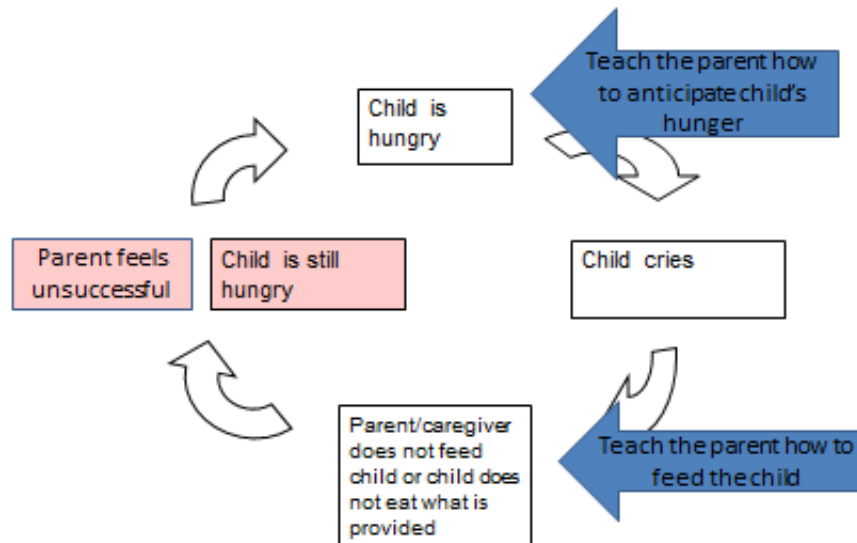 Teach the parent how
to anticipate child's
hunger
Child is
hungry
Parent feels
unsuccessful
Child is still
hungry
Child cries
Parent/caregiver
does not feed
child or child does
not eat what is
provided
Teach the parent how to
feed the child